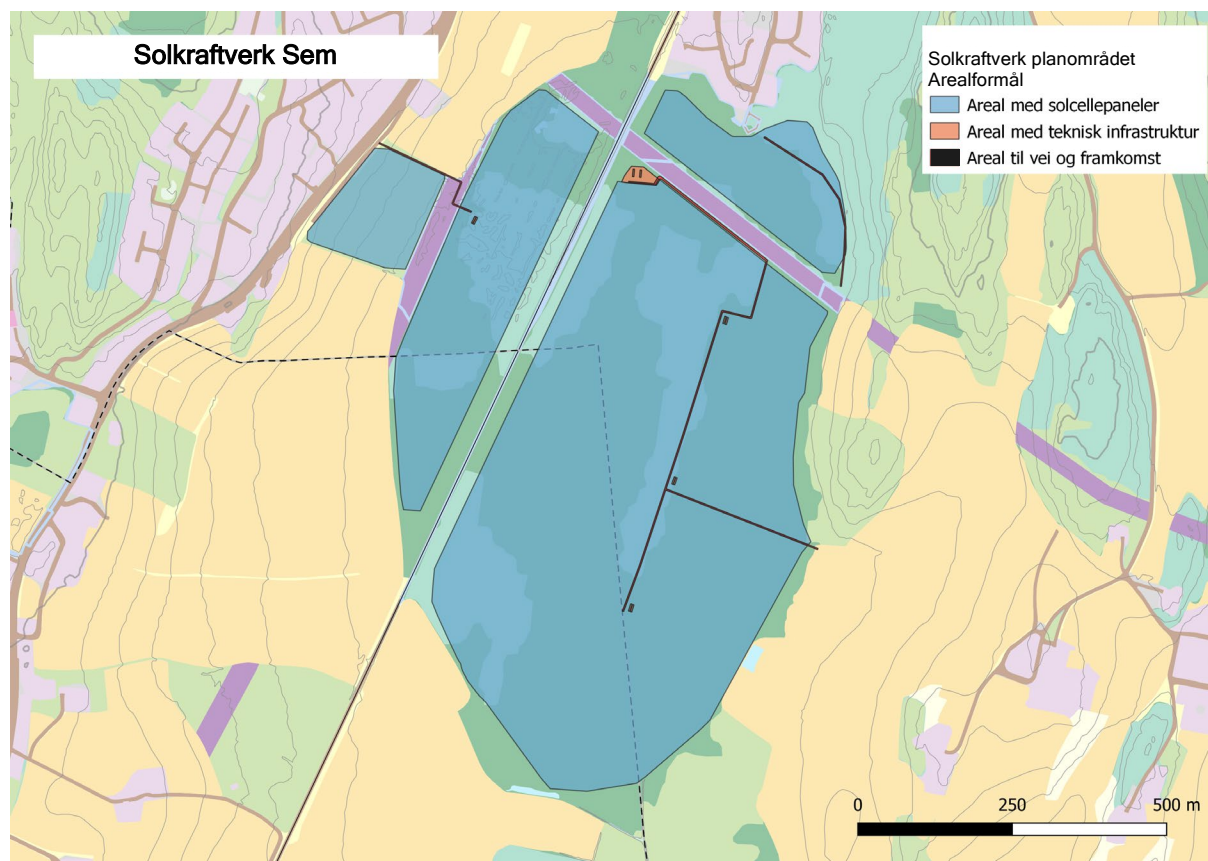 Solkraftverk Sem
Solkraftverk planområdet
Arealformål
Areal med solcellepaneler
Areal med teknisk infrastruktur
Areal til vei og framkomst
0 250 500 m